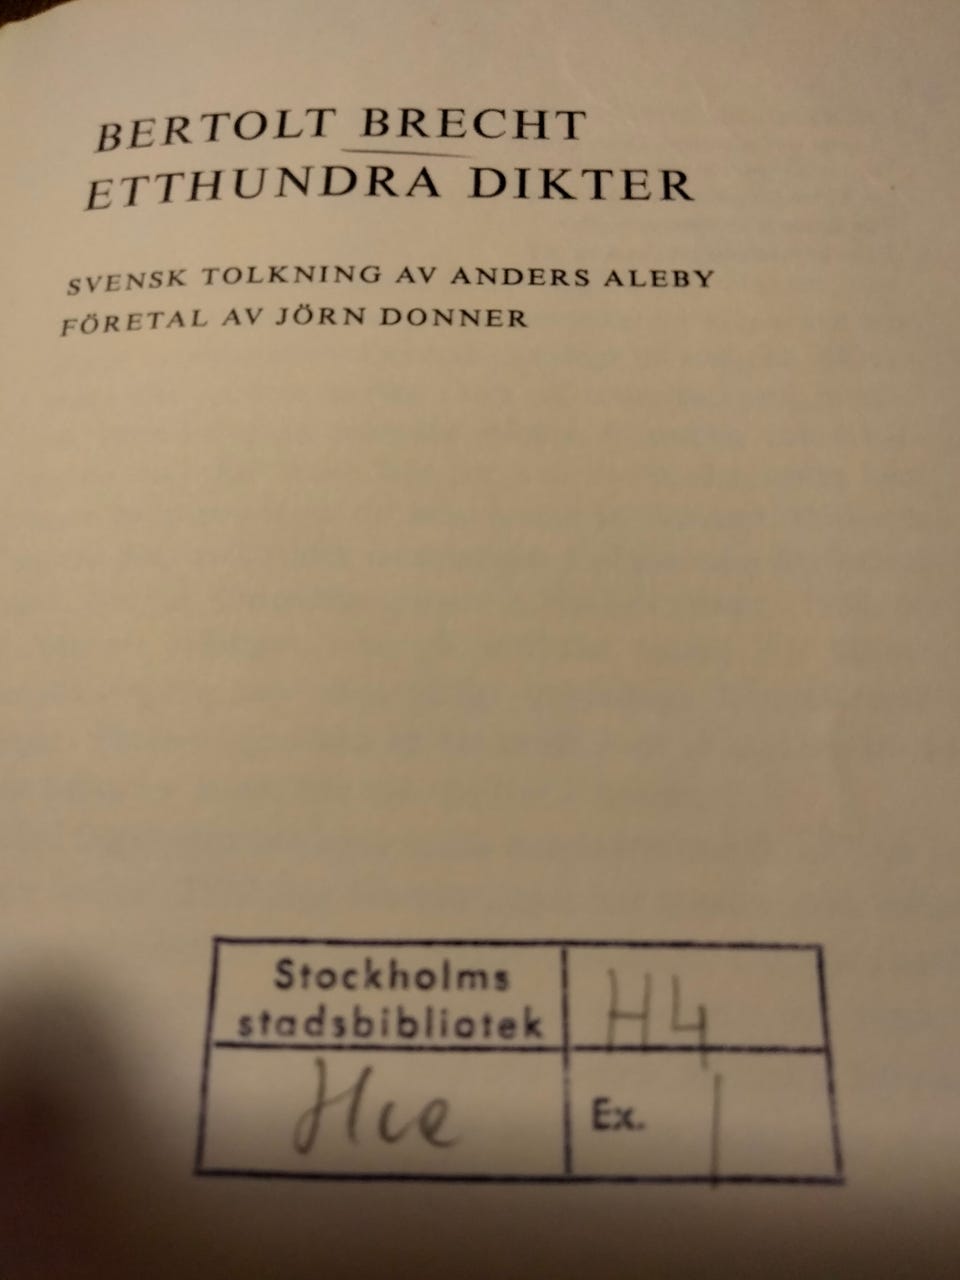 BERTOLT BRECHT
ETTHUNDRA DIKTER
SVENSK TOLKNING AV ANDERS ALEBY
FÖRETAL AV JÖRN DONNER
Stockholms
stadsbibliotek
H4
Hce
Ex. 1